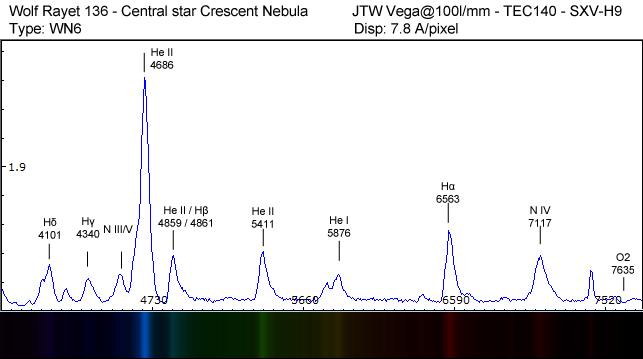 Wolf Rayet 136 - Central star Crescent Nebula
JTW Vega@100l/mm - TEC140 - SXV-H9
Type: WN6
Disp: 7.8 A/pixel
He II
4686
1.9
Hδ
4101
Hγ
4340
N III/V
He II / Hβ
4859 / 4861
He II
5411
He I
5876
Hα
6563
N IV
7117
O2
7635
4730
5660
6590
7520